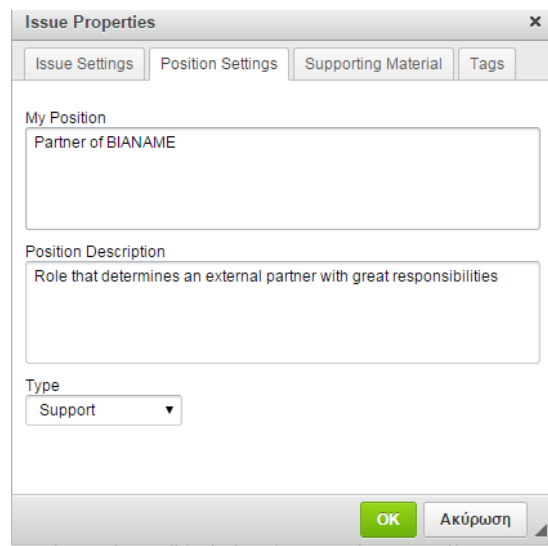 Issue Properties ×
Issue Settings Position Settings Supporting Material Tags
My Position
Partner of BIANAME
Position Description
Role that determines an external partner with great responsibilities
Type
Support
OK Ακύρωση